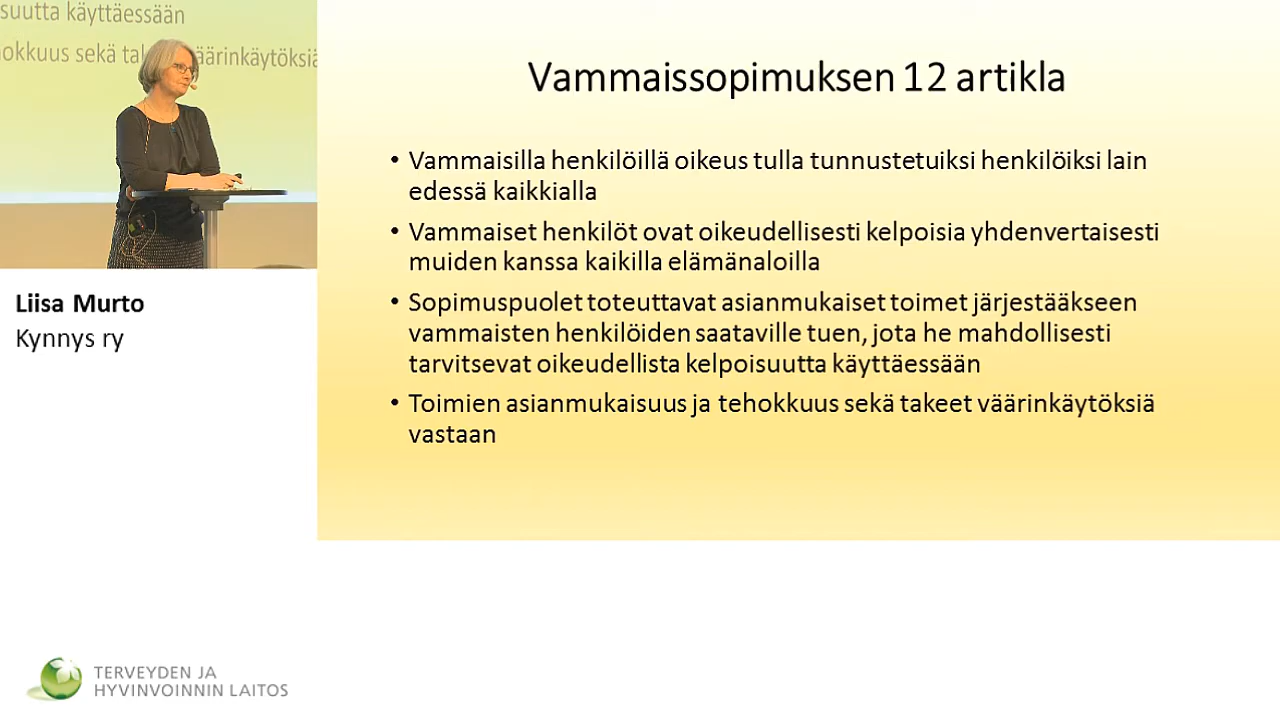 suutta käyttäessään
okkuus sekä tak äärinkäytöksiä
Liisa Murto
Kynnys ry
Vammaissopimuksen 12 artikla
• Vammaisilla henkilöillä oikeus tulla tunnustetuiksi henkilöiksi lain
edessä kaikkialla
• Vammaiset henkilöt ovat oikeudellisesti kelpoisia yhdenvertaisesti
muiden kanssa kaikilla elämänaloilla
• Sopimuspuolet toteuttavat asianmukaiset toimet järjestääkseen
vammaisten henkilöiden saataville tuen, jota he mahdollisesti
tarvitsevat oikeudellista kelpoisuutta käyttäessään
• Toimien asianmukaisuus ja tehokkuus sekä takeet väärinkäytöksiä
vastaan
TERVEYDEN JA
HYVINVOINNIN LAITOS